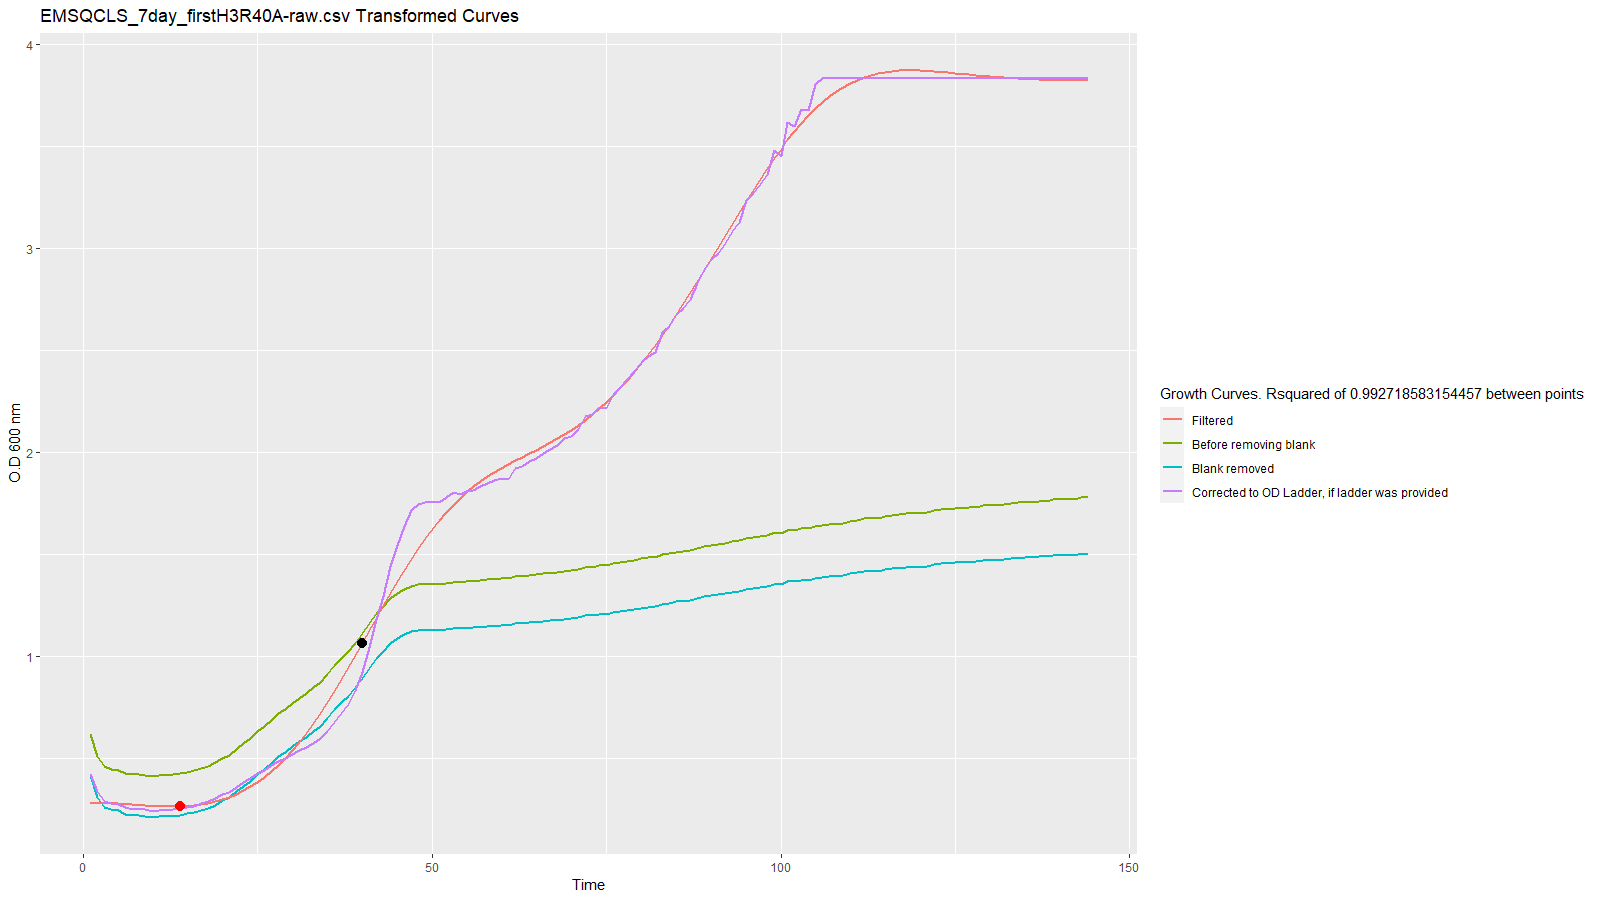 EMSQCLS_7day_firstH3R40A-raw.csv Transformed Curves
4
3
2
1
O.D 600 nm
0
50
100
150
Time
Growth Curves. Rsquared of 0.992718583154457 between points
Filtered
Before removing blank
Blank removed
Corrected to OD Ladder, if ladder was provided